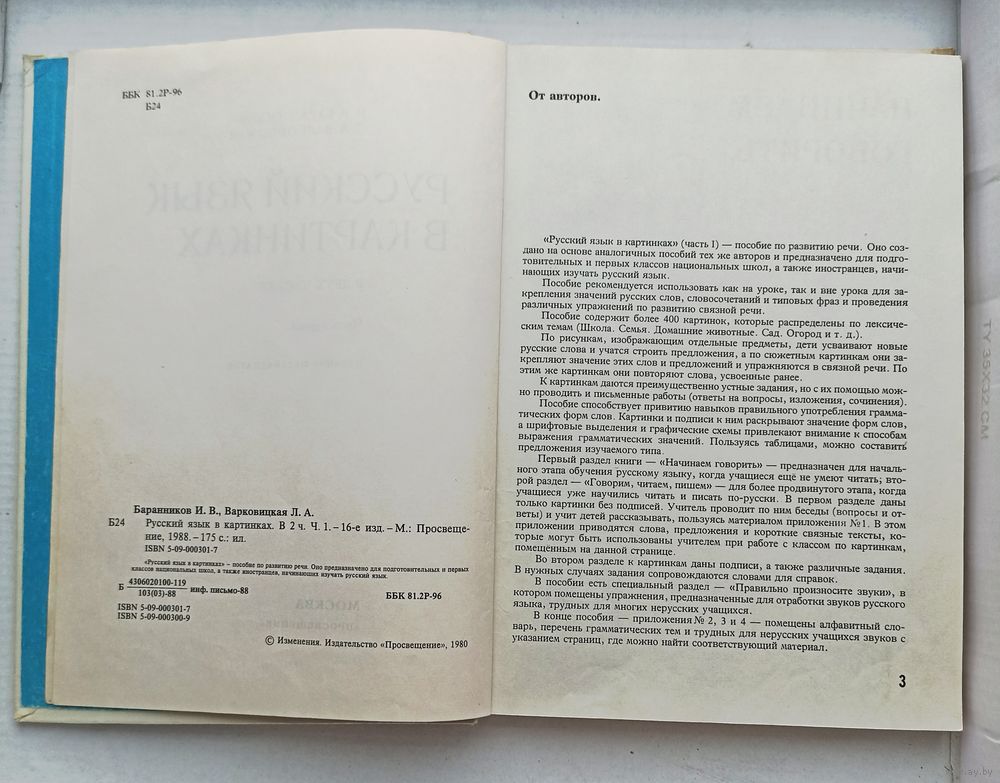 ББК 81.2Р-96
Б24
Баранников И. В., Варковицкая Л. А.
Б24 Русский язык в картинках. В 2 ч. Ч. 1. – 16-е изд. – М.: Просвеще-
ние, 1988. – 175 с.: ил
ISBN 5-09-000301-7
«Русский язык в картинках» – пособие по развитию речи. Оно предназначено для подготовительных и первых
классов национальных школ, а также иностранцев, начинающих изучать русский язык.
Б 4306020100-119
103(03)-88 инф. письмо-88
ББК 81.2Р-96
ISBN 5-09-000301-7
ISBN 5-09-000300-9
© Изменения. Издательство «Просвещение», 1980
От авторов.
«Русский язык в картинках» (часть I) — пособие по развитию речи. Оно соз-
дано на основе аналогичных пособий тех же авторов и предназначено для подго-
товительных и первых классов национальных школ, а также иностранцев, начи-
нающих изучать русский язык.
Пособие рекомендуется использовать как на уроке, так и вне урока для за-
крепления значений русских слов, словосочетаний и типовых фраз и проведения
различных упражнений по развитию связной речи.
Пособие содержит более 400 картинок, которые распределены по лексиче-
ским темам (Школа. Семья. Домашние животные. Сад. Огород и т. д.).
По рисункам, изображающим отдельные предметы, дети усваивают новые
русские слова и учатся строить предложения, а по сюжетным картинкам они за-
крепляют значение этих слов и предложений и упражняются в связной речи. По
этим же картинкам они повторяют слова, усвоенные ранее.
К картинкам даются преимущественно устные задания, но с их помощью мож-
но проводить и письменные работы (ответы на вопросы, изложения, сочинения).
Пособие способствует привитию навыков правильного употребления грамма-
тических форм слов. Картинки и подписи к ним раскрывают значение форм слов,
а шрифтовые выделения и графические схемы привлекают внимание к способам
выражения грамматических значений. Пользуясь таблицами, можно составить
предложения изучаемого типа.
Первый раздел книги — «Начинаем говорить» — предназначен для началь-
ного этапа обучения русскому языку, когда учащиеся ещё не умеют читать; вто-
рой раздел — «Говорим, читаем, пишем» — для более продвинутого этапа, когда
учащиеся уже научились читать и писать по-русски. В первом разделе даны
только картинки без подписей. Учитель проводит по ним беседы (вопросы и от-
веты) и учит детей рассказывать, пользуясь материалом приложения №1. В этом
приложении приводятся слова, предложения и короткие связные тексты, ко-
торые могут быть использованы учителем при работе с классом по картинкам,
помещённым на данной странице.
Во втором разделе к картинкам даны подписи, а также различные задания.
В нужных случаях задания сопровождаются словами для справок.
В пособии есть специальный раздел — «Правильно произносите звуки», в
котором помещены упражнения, предназначенные для отработки звуков русского
языка, трудных для многих нерусских учащихся.
В конце пособия — приложения № 2, 3 и 4 — помещены алфавитный сло-
варь, перечень грамматических тем и трудных для нерусских учащихся звуков с
указанием страниц, где можно найти соответствующий материал.
3